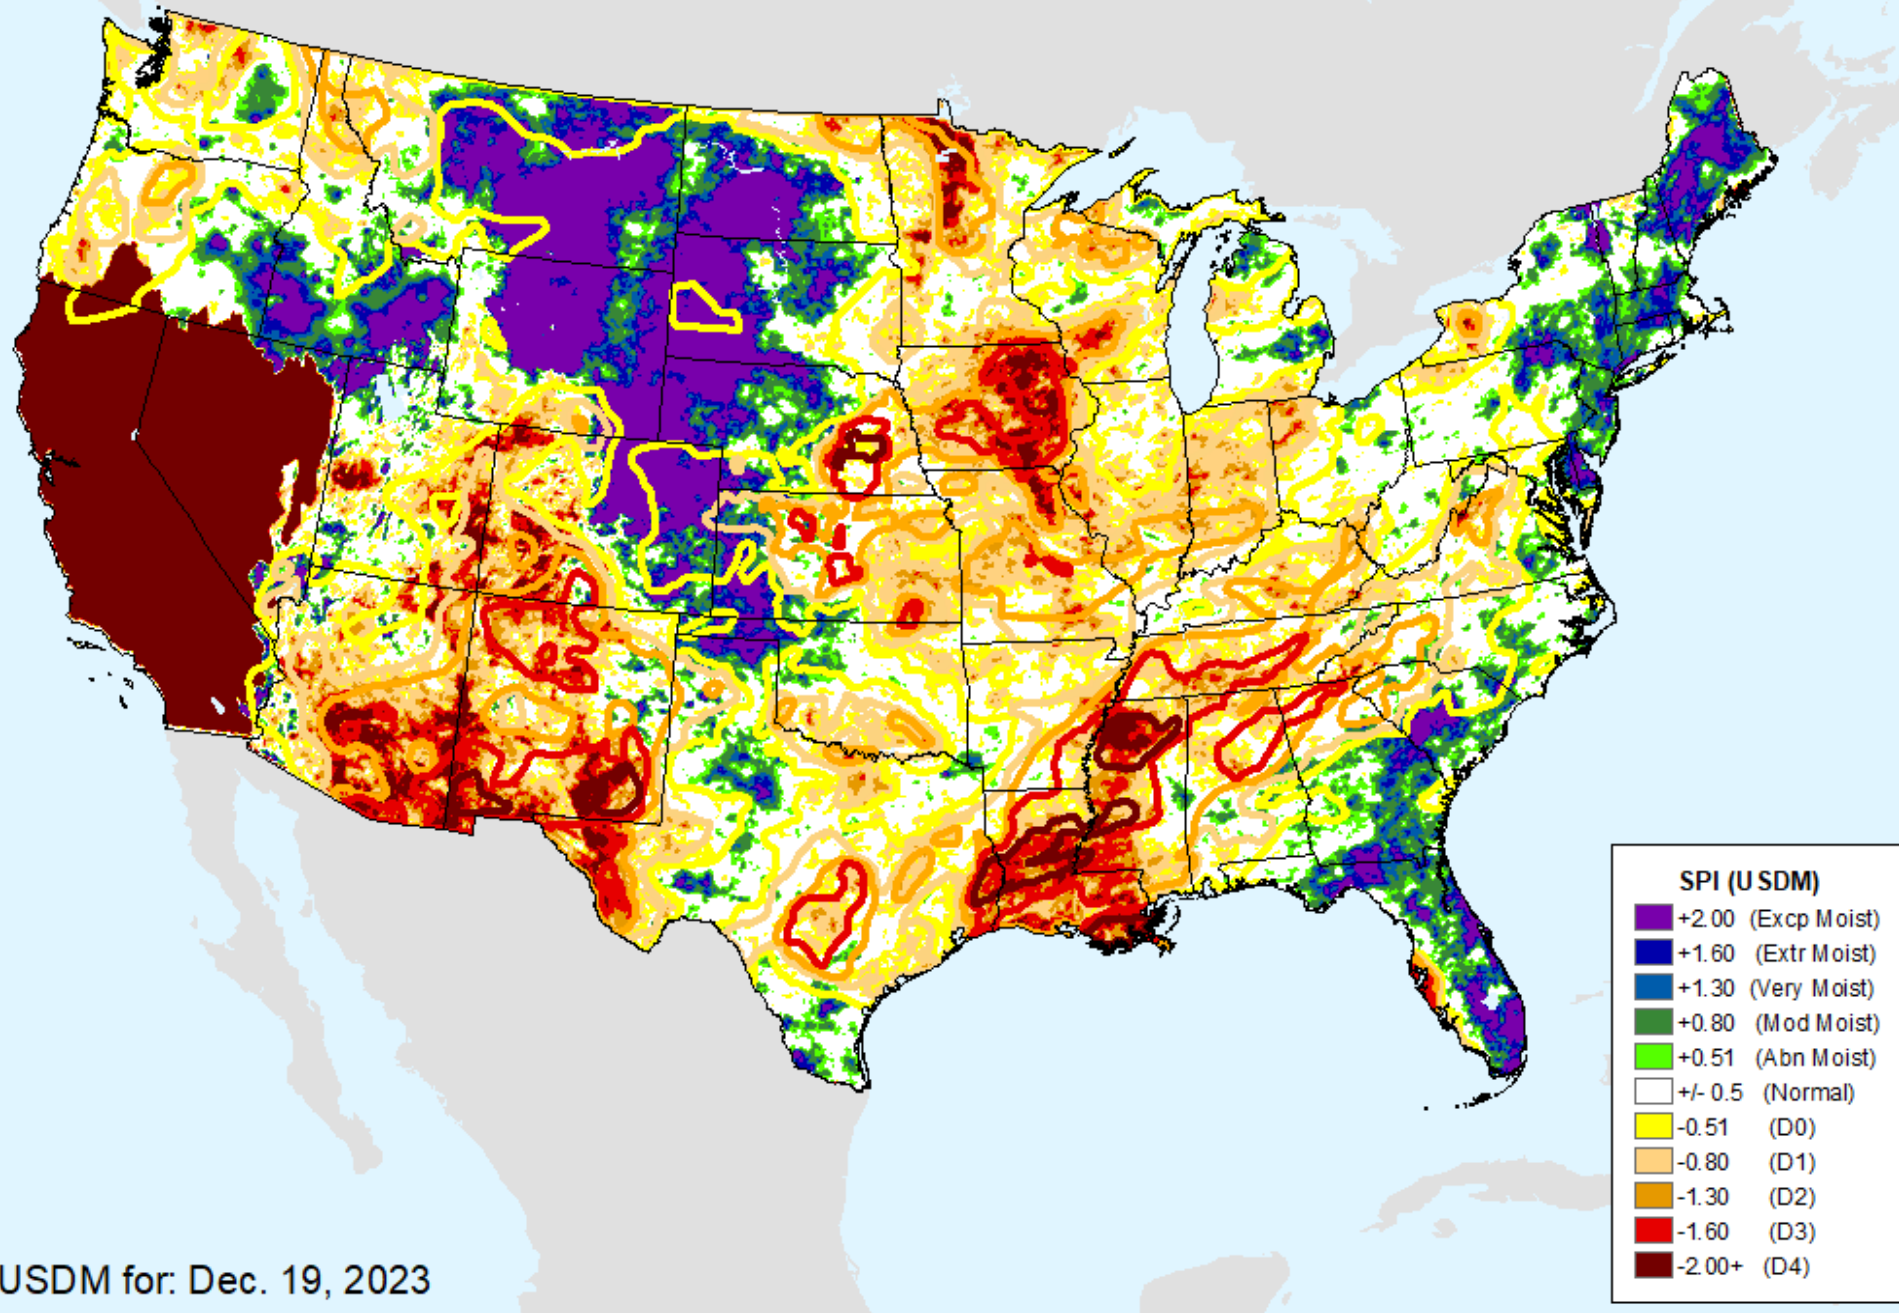 SPI (USDM)
+2.00 (Excp Moist)
+1.60 (Extr Moist)
+1.30 (Very Moist)
+0.80 (Mod Moist)
+0.51 (Abn Moist)
+/- 0.5 (Normal)
-0.51 (D0)
-0.80 (D1)
-1.30 (D2)
-1.60 (D3)
-2.00+ (D4)
USDM for: Dec. 19, 2023